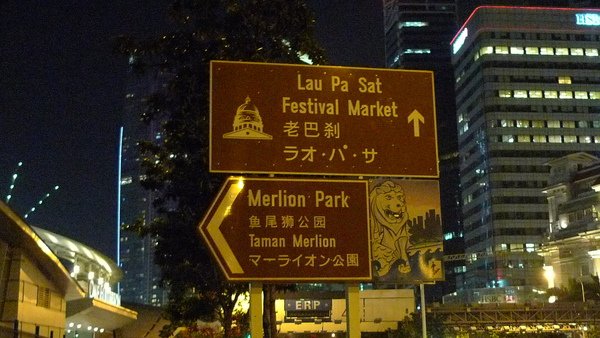 Lau Pa Sat
Festival Market
老巴刹
ラオ・パ・サ
Merlion Park
鱼尾狮公园
Taman Merlion
マーライオン公園
ERP
HSBC